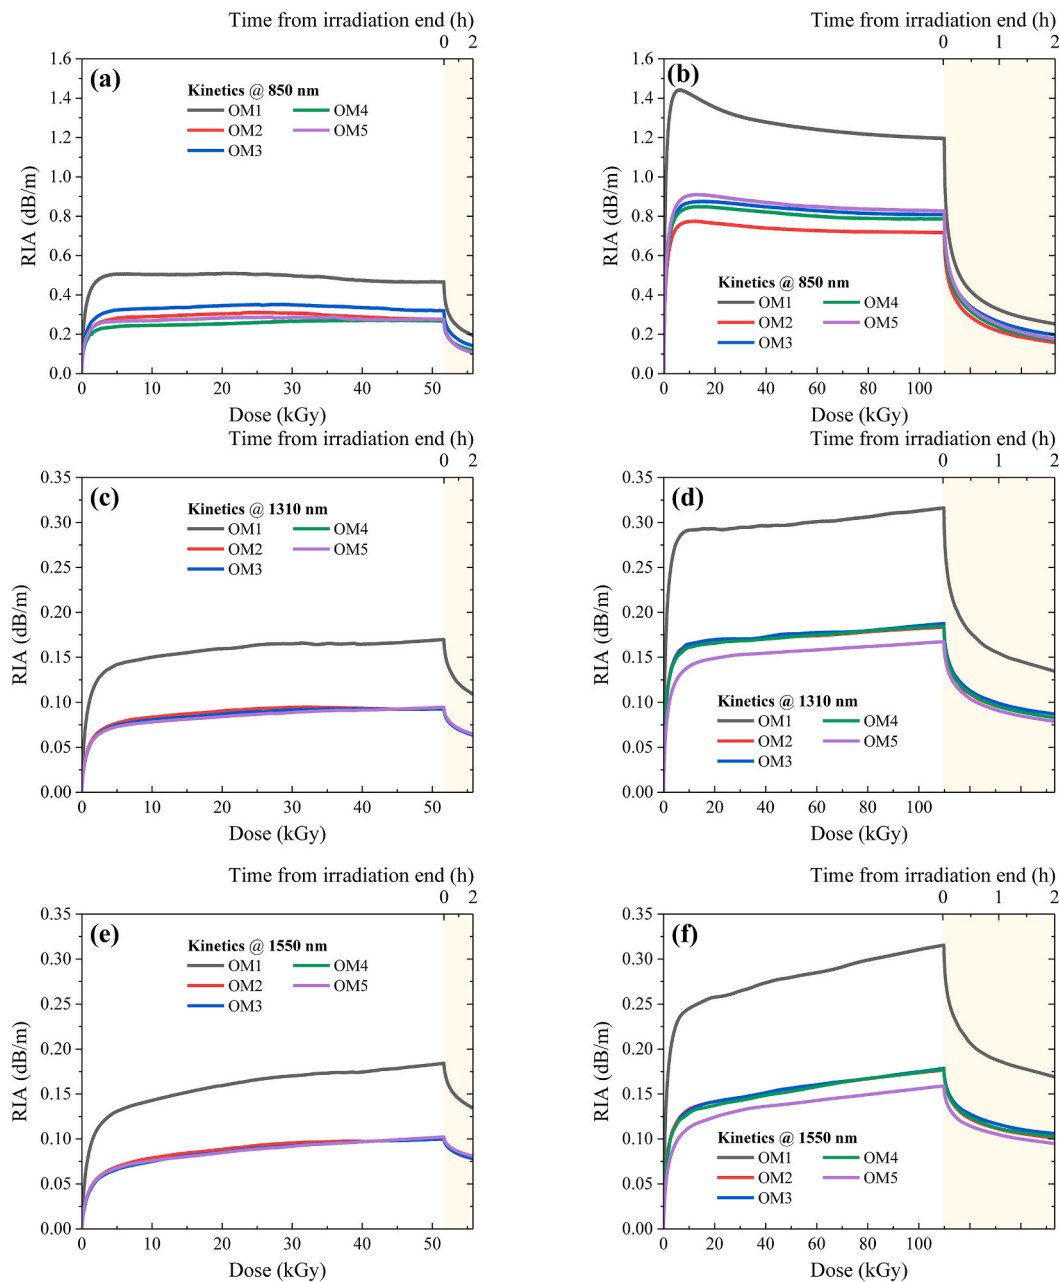 Time from irradiation end (h)
0 2
(a)
Kinetics @ 850 nm
OM1 OM4
OM2 OM5
OM3
RIA (dB/m)
1.6
1.4
1.2
1.0
0.8
0.6
0.4
0.2
0.0
0 10 20 30 40 50
Dose (kGy)
Time from irradiation end (h)
0 1 2
(b)
RIA (dB/m)
1.6
1.4
1.2
1.0
0.8
0.6
0.4
0.2
0.0
Kinetics @ 850 nm
OM1 OM4
OM2 OM5
OM3
0 20 40 60 80 100
Dose (kGy)
Time from irradiation end (h)
0 2
(c)
Kinetics @ 1310 nm
OM1 OM4
OM2 OM5
OM3
RIA (dB/m)
0.35
0.30
0.25
0.20
0.15
0.10
0.05
0.00
0 10 20 30 40 50
Dose (kGy)
Time from irradiation end (h)
0 1 2
(d)
RIA (dB/m)
0.35
0.30
0.25
0.20
0.15
0.10
0.05
0.00
Kinetics @ 1310 nm
OM1 OM4
OM2 OM5
OM3
0 20 40 60 80 100
Dose (kGy)
Time from irradiation end (h)
0 2
(e)
Kinetics @ 1550 nm
OM1 OM4
OM2 OM5
OM3
RIA (dB/m)
0.35
0.30
0.25
0.20
0.15
0.10
0.05
0.00
0 10 20 30 40 50
Dose (kGy)
Time from irradiation end (h)
0 1 2
(f)
RIA (dB/m)
0.35
0.30
0.25
0.20
0.15
0.10
0.05
0.00
Kinetics @ 1550 nm
OM1 OM4
OM2 OM5
OM3
0 20 40 60 80 100
Dose (kGy)